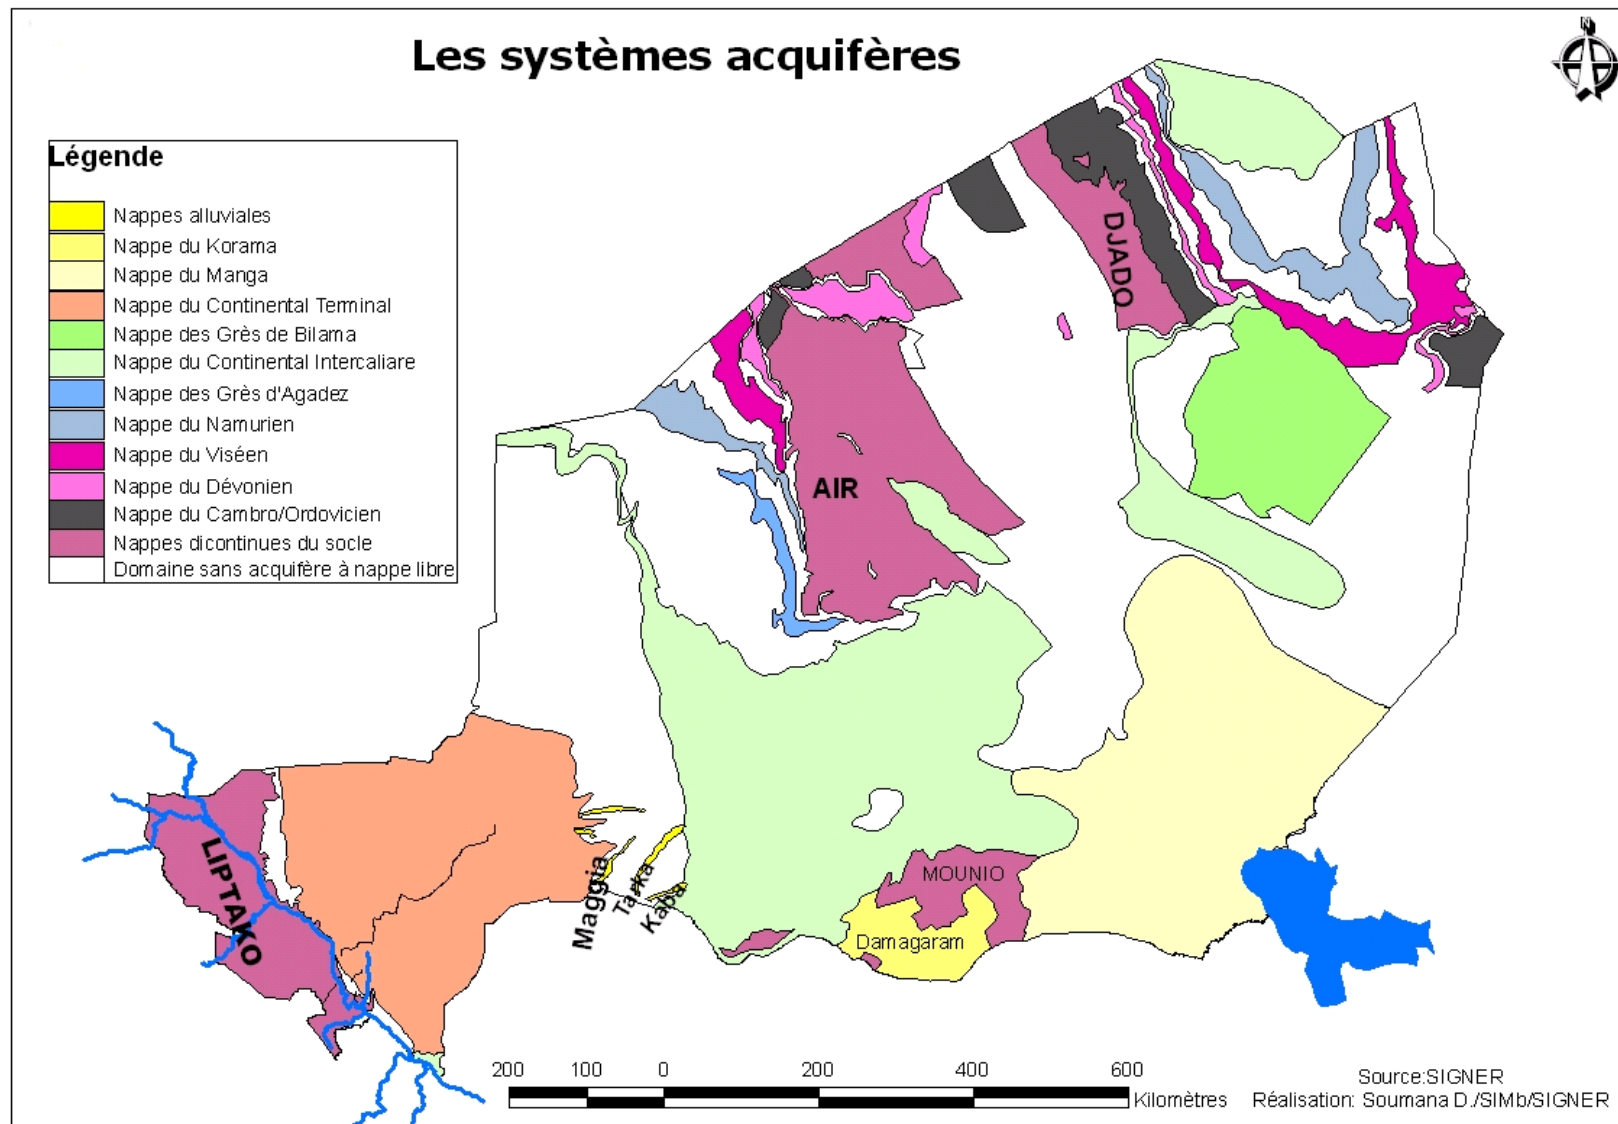 Les systèmes acquifères
N
Légende
Nappes alluviales
Nappe du Korama
Nappe du Manga
Nappe du Continental Terminal
Nappe des Grès de Bilama
Nappe du Continental Intercaliare
Nappe des Grès d'Agadez
Nappe du Namurien
Nappe du Viséen
Nappe du Dévonien
Nappe du Cambro/Ordovicien
Nappes dicontinues du socle
Domaine sans acquifère à nappe libre
DJADO
AIR
LIPTAKO
Maggia
Tarka
Kaba
MOUNIO
Damagaram
200 100 0 200 400 600
Kilomètres
Source:SIGNER
Réalisation: Soumana D./SIMb/SIGNER